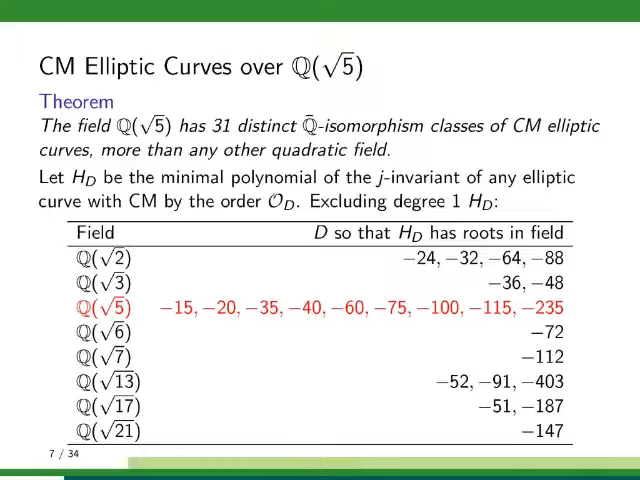 CM Elliptic Curves over ℚ(√5)
Theorem
The field ℚ(√5) has 31 distinct ℚ̄-isomorphism classes of CM elliptic
curves, more than any other quadratic field.
Let H_D be the minimal polynomial of the j-invariant of any elliptic
curve with CM by the order 𝒪_D. Excluding degree 1 H_D:
Field D so that H_D has roots in field
ℚ(√2) −24, −32, −64, −88
ℚ(√3) −36, −48
ℚ(√5) −15, −20, −35, −40, −60, −75, −100, −115, −235
ℚ(√6) −72
ℚ(√7) −112
ℚ(√13) −52, −91, −403
ℚ(√17) −51, −187
ℚ(√21) −147
7 / 34